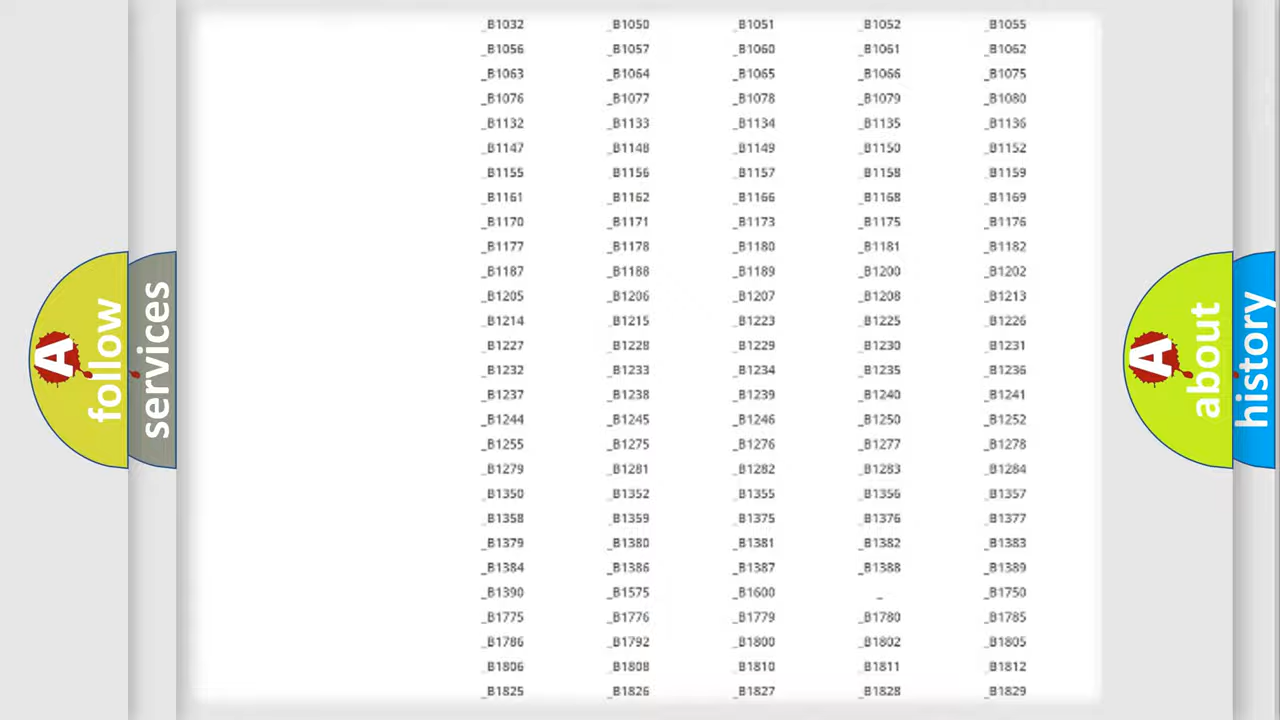 _B1032 _B1050 _B1051 _B1052 _B1055
_B1056 _B1057 _B1060 _B1061 _B1062
_B1063 _B1064 _B1065 _B1066 _B1075
_B1076 _B1077 _B1078 _B1079 _B1080
_B1132 _B1133 _B1134 _B1135 _B1136
_B1147 _B1148 _B1149 _B1150 _B1152
_B1155 _B1156 _B1157 _B1158 _B1159
_B1161 _B1162 _B1166 _B1168 _B1169
_B1170 _B1171 _B1173 _B1175 _B1176
_B1177 _B1178 _B1180 _B1181 _B1182
_B1187 _B1188 _B1189 _B1200 _B1202
_B1205 _B1206 _B1207 _B1208 _B1213
_B1214 _B1215 _B1223 _B1225 _B1226
_B1227 _B1228 _B1229 _B1230 _B1231
_B1232 _B1233 _B1234 _B1235 _B1236
_B1237 _B1238 _B1239 _B1240 _B1241
_B1244 _B1245 _B1246 _B1250 _B1252
_B1255 _B1275 _B1276 _B1277 _B1278
_B1279 _B1281 _B1282 _B1283 _B1284
_B1350 _B1352 _B1355 _B1356 _B1357
_B1358 _B1359 _B1375 _B1376 _B1377
_B1379 _B1380 _B1381 _B1382 _B1383
_B1384 _B1386 _B1387 _B1388 _B1389
_B1390 _B1575 _B1600 _ _B1750
_B1775 _B1776 _B1779 _B1780 _B1785
_B1786 _B1792 _B1800 _B1802 _B1805
_B1806 _B1808 _B1810 _B1811 _B1812
_B1825 _B1826 _B1827 _B1828 _B1829
A
follow
services
A
about
history